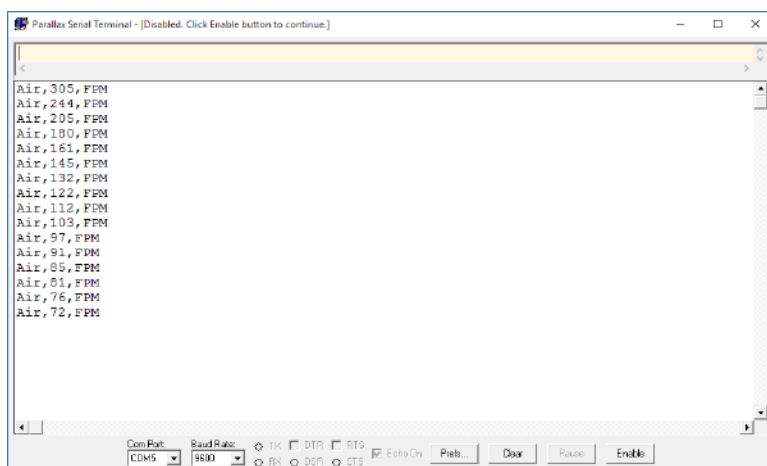 Parallax Serial Terminal - [Disabled. Click Enable button to continue.]
Air,305,FPM
Air,244,FPM
Air,205,FPM
Air,180,FPM
Air,161,FPM
Air,145,FPM
Air,132,FPM
Air,122,FPM
Air,112,FPM
Air,103,FPM
Air,97,FPM
Air,91,FPM
Air,85,FPM
Air,81,FPM
Air,76,FPM
Air,72,FPM
Com Port: Baud Rate: TX DTR RTS
COM5 9600 RX DSR CTS Echo On Prefs... Clear Pause Enable